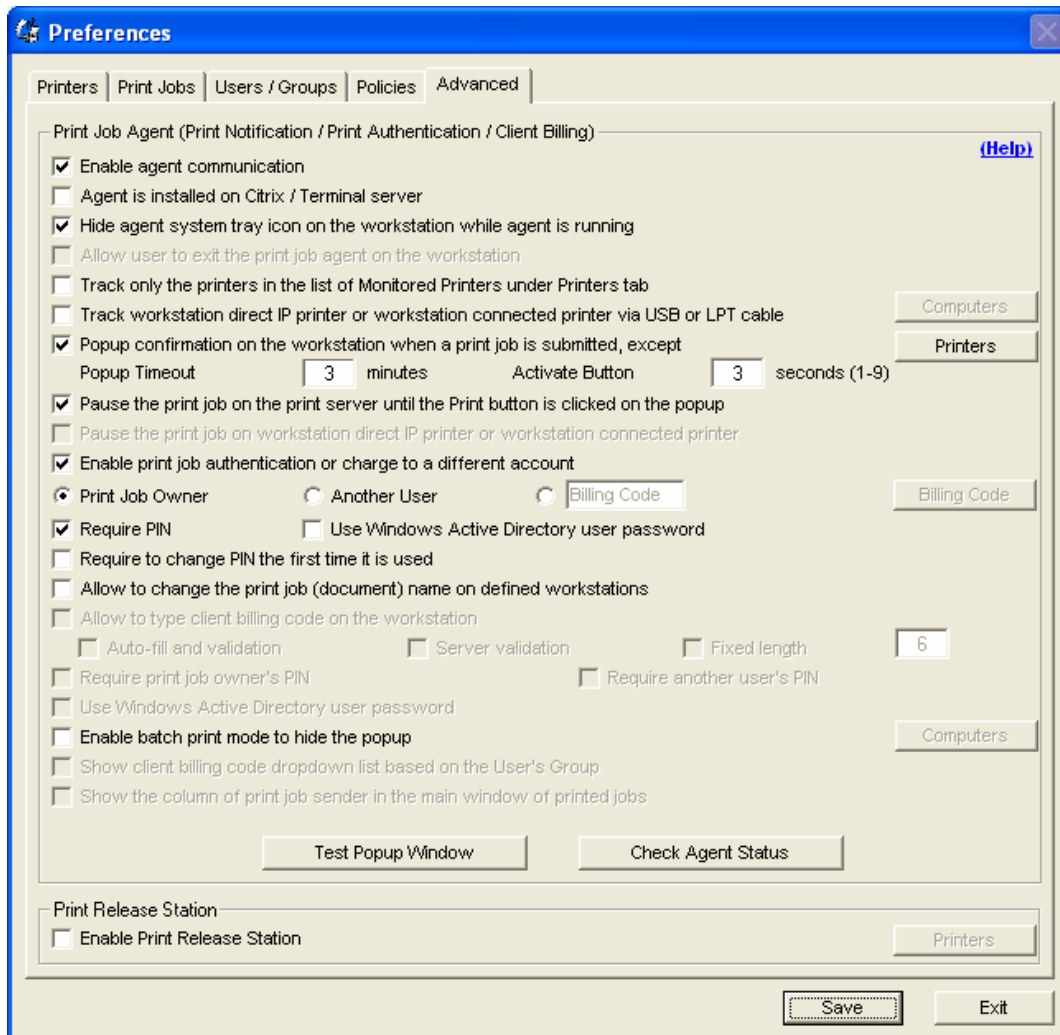 Preferences
Printers Print Jobs Users / Groups Policies Advanced
Print Job Agent (Print Notification / Print Authentication / Client Billing)
(Help)
Enable agent communication
Agent is installed on Citrix / Terminal server
Hide agent system tray icon on the workstation while agent is running
Allow user to exit the print job agent on the workstation
Track only the printers in the list of Monitored Printers under Printers tab
Track workstation direct IP printer or workstation connected printer via USB or LPT cable Computers
Popup confirmation on the workstation when a print job is submitted, except Printers
Popup Timeout 3 minutes Activate Button 3 seconds (1-9)
Pause the print job on the print server until the Print button is clicked on the popup
Pause the print job on workstation direct IP printer or workstation connected printer
Enable print job authentication or charge to a different account
Print Job Owner Another User Billing Code Billing Code
Require PIN Use Windows Active Directory user password
Require to change PIN the first time it is used
Allow to change the print job (document) name on defined workstations
Allow to type client billing code on the workstation
Auto-fill and validation Server validation Fixed length 6
Require print job owner's PIN Require another user's PIN
Use Windows Active Directory user password
Enable batch print mode to hide the popup Computers
Show client billing code dropdown list based on the User's Group
Show the column of print job sender in the main window of printed jobs
Test Popup Window Check Agent Status
Print Release Station
Enable Print Release Station Printers
Save Exit